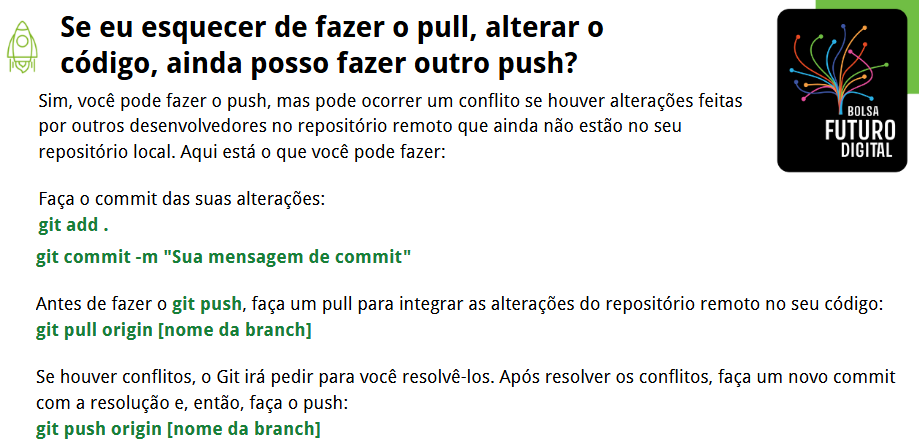 Se eu esquecer de fazer o pull, alterar o
código, ainda posso fazer outro push?
BOLSA
FUTURO
DIGITAL
Sim, você pode fazer o push, mas pode ocorrer um conflito se houver alterações feitas
por outros desenvolvedores no repositório remoto que ainda não estão no seu
repositório local. Aqui está o que você pode fazer:
Faça o commit das suas alterações:
git add .
git commit -m "Sua mensagem de commit"
Antes de fazer o git push, faça um pull para integrar as alterações do repositório remoto no seu código:
git pull origin [nome da branch]
Se houver conflitos, o Git irá pedir para você resolvê-los. Após resolver os conflitos, faça um novo commit
com a resolução e, então, faça o push:
git push origin [nome da branch]